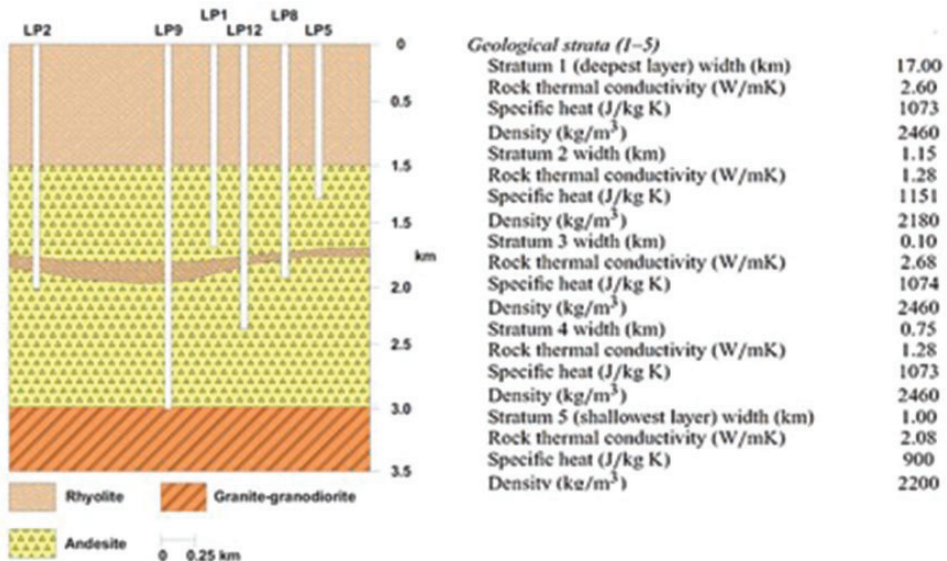 LP2
LP9
LP1
LP12
LP8
LP5
0
0.5
1.5
1.5
km
2.0
2.5
3.0
3.5
Rhyolite
Granite-granodiorite
Andesite
0 0.25 km
Geological strata (1–5)
Stratum 1 (deepest layer) width (km) 17.00
Rock thermal conductivity (W/mK) 2.60
Specific heat (J/kg K) 1073
Density (kg/m³) 2460
Stratum 2 width (km) 1.15
Rock thermal conductivity (W/mK) 1.28
Specific heat (J/kg K) 1151
Density (kg/m³) 2180
Stratum 3 width (km) 0.10
Rock thermal conductivity (W/mK) 2.68
Specific heat (J/kg K) 1074
Density (kg/m³) 2460
Stratum 4 width (km) 0.75
Rock thermal conductivity (W/mK) 1.28
Specific heat (J/kg K) 1073
Density (kg/m³) 2460
Stratum 5 (shallowest layer) width (km) 1.00
Rock thermal conductivity (W/mK) 2.08
Specific heat (J/kg K) 900
Density (kg/m³) 2200